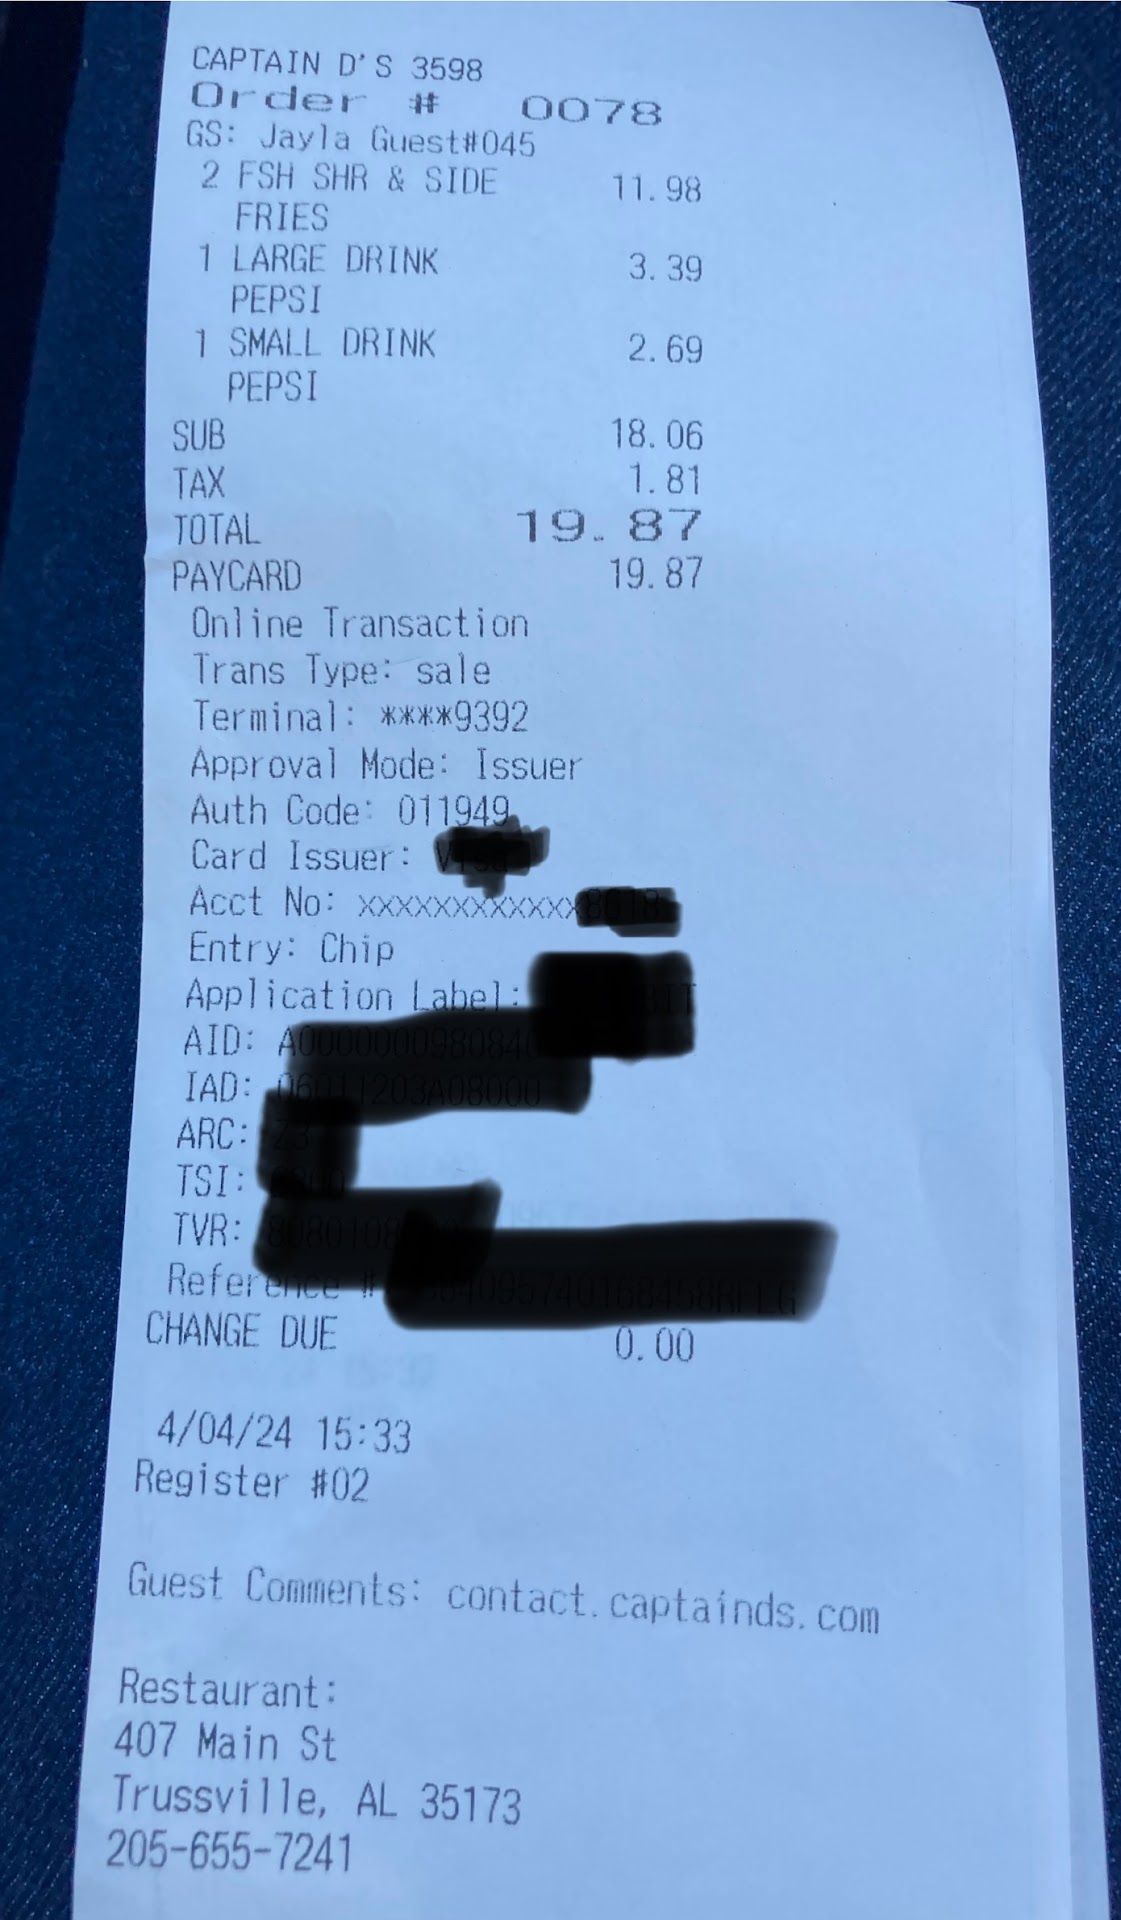 CAPTAIN D'S 3598
Order # 0078
GS: Jayla Guest#045
2 FSH SHR & SIDE 11.98
FRIES
1 LARGE DRINK 3.39
PEPSI
1 SMALL DRINK 2.69
PEPSI
SUB 18.06
TAX 1.81
TOTAL 19.87
PAYCARD 19.87
Online Transaction
Trans Type: sale
Terminal: ****9392
Approval Mode: Issuer
Auth Code: 011949
Card Issuer:
Acct No: xxxxxxxxxxxx
Entry: Chip
Application Label:
AID:
IAD:
ARC:
TSI:
TVR:
Reference #
CHANGE DUE 0.00
4/04/24 15:33
Register #02
Guest Comments: contact.captainds.com
Restaurant:
407 Main St
Trussville, AL 35173
205-655-7241